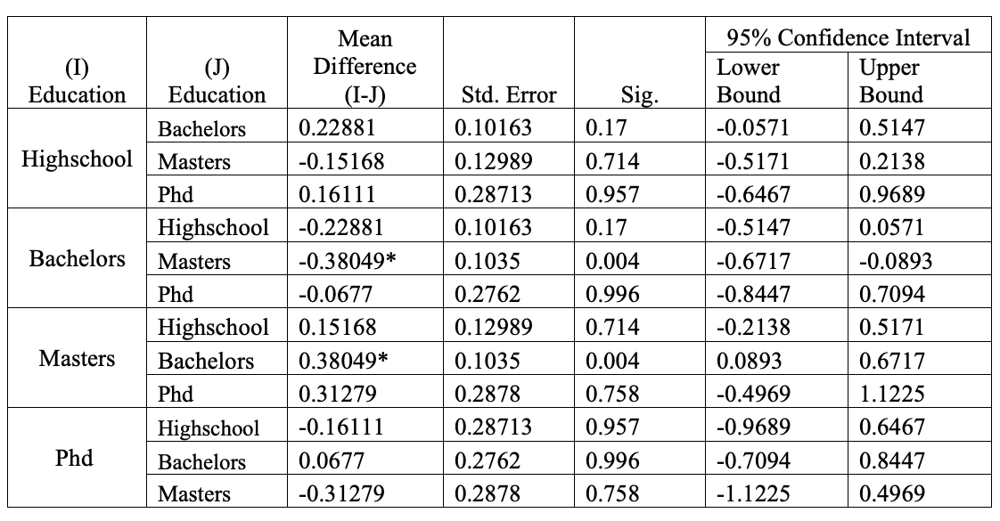 (I) Education (J) Education Mean Difference (I-J) Std. Error Sig. 95% Confidence Interval
Lower Bound Upper Bound
Highschool Bachelors 0.22881 0.10163 0.17 -0.0571 0.5147
Masters -0.15168 0.12989 0.714 -0.5171 0.2138
Phd 0.16111 0.28713 0.957 -0.6467 0.9689
Bachelors Highschool -0.22881 0.10163 0.17 -0.5147 0.0571
Masters -0.38049* 0.1035 0.004 -0.6717 -0.0893
Phd -0.0677 0.2762 0.996 -0.8447 0.7094
Masters Highschool 0.15168 0.12989 0.714 -0.2138 0.5171
Bachelors 0.38049* 0.1035 0.004 0.0893 0.6717
Phd 0.31279 0.2878 0.758 -0.4969 1.1225
Phd Highschool -0.16111 0.28713 0.957 -0.9689 0.6467
Bachelors 0.0677 0.2762 0.996 -0.7094 0.8447
Masters -0.31279 0.2878 0.758 -1.1225 0.4969